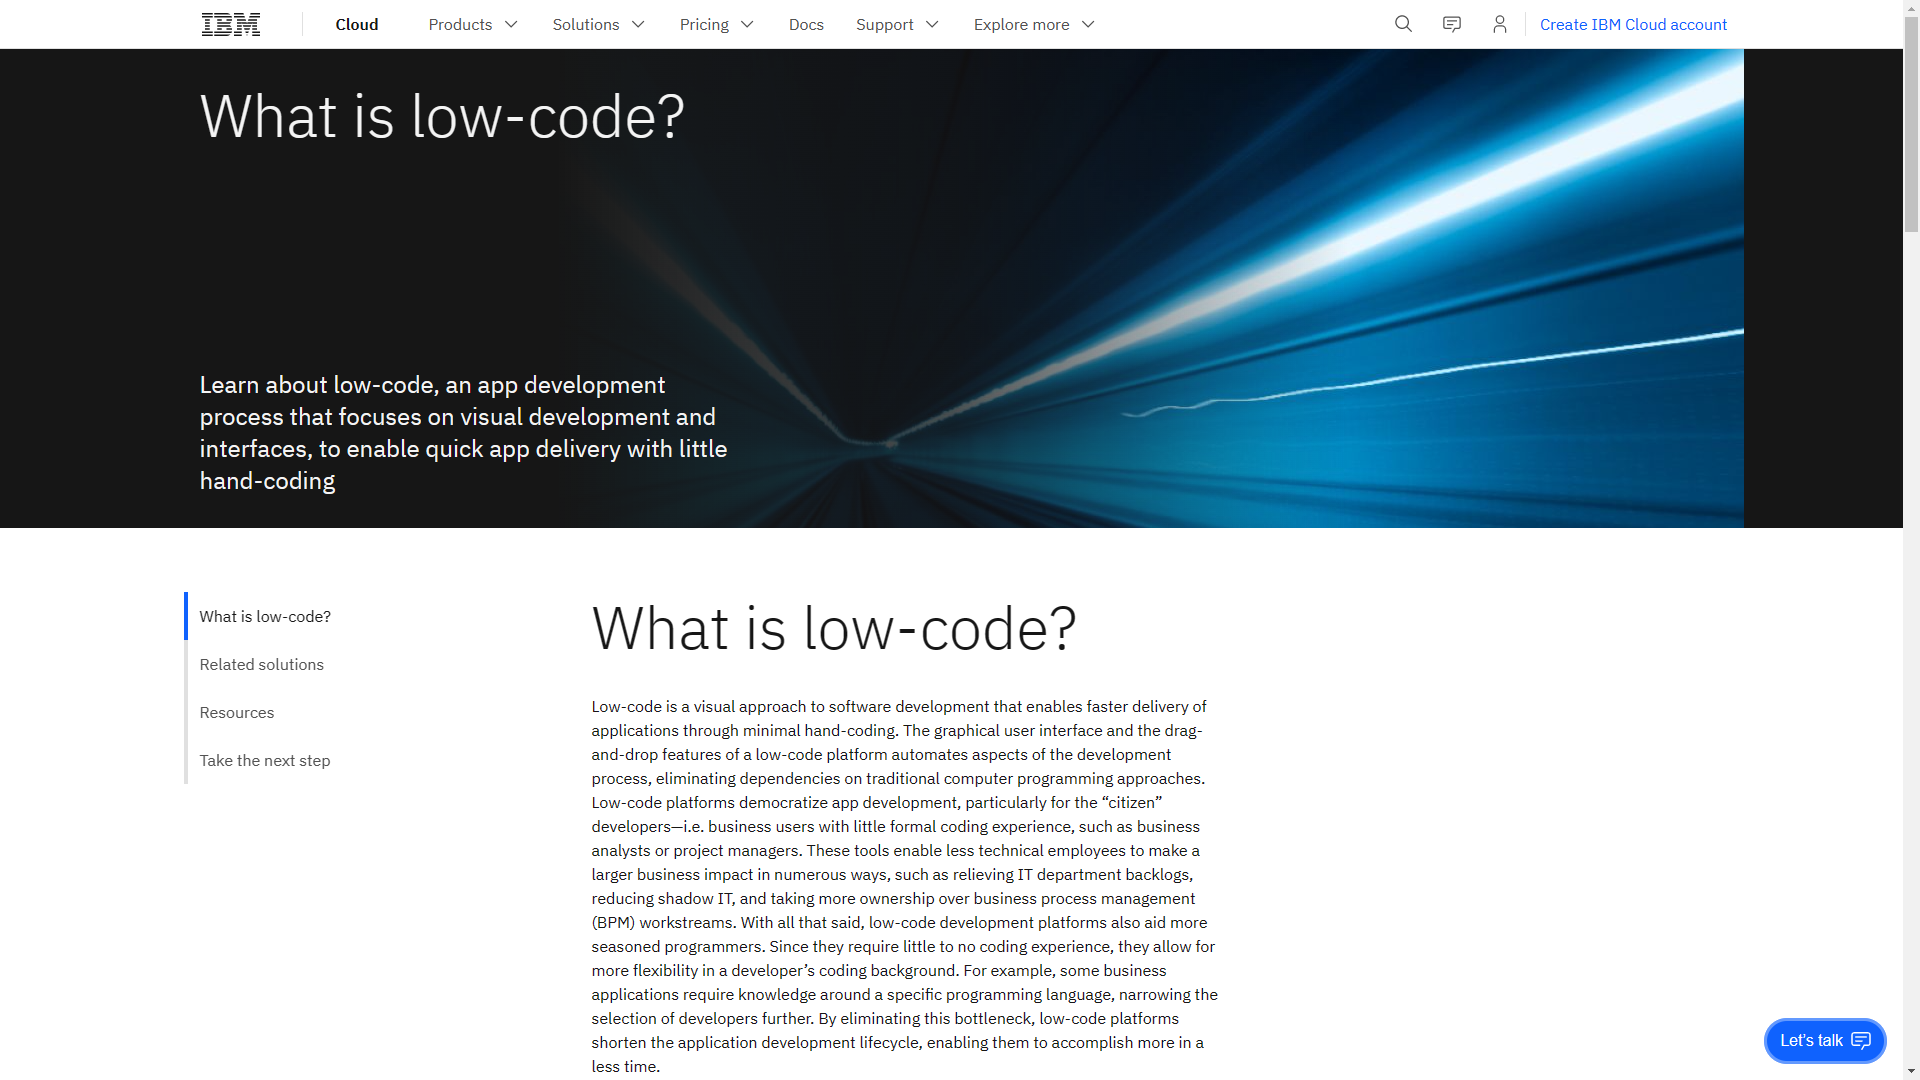 IBM
Cloud
Products
Solutions
Pricing
Docs
Support
Explore more
Create IBM Cloud account
What is low-code?
Learn about low-code, an app development
process that focuses on visual development and
interfaces, to enable quick app delivery with little
hand-coding
What is low-code?
Related solutions
Resources
Take the next step
What is low-code?
Low-code is a visual approach to software development that enables faster delivery of
applications through minimal hand-coding. The graphical user interface and the drag-
and-drop features of a low-code platform automates aspects of the development
process, eliminating dependencies on traditional computer programming approaches.
Low-code platforms democratize app development, particularly for the “citizen”
developers—i.e. business users with little formal coding experience, such as business
analysts or project managers. These tools enable less technical employees to make a
larger business impact in numerous ways, such as relieving IT department backlogs,
reducing shadow IT, and taking more ownership over business process management
(BPM) workstreams. With all that said, low-code development platforms also aid more
seasoned programmers. Since they require little to no coding experience, they allow for
more flexibility in a developer’s coding background. For example, some business
applications require knowledge around a specific programming language, narrowing the
selection of developers further. By eliminating this bottleneck, low-code platforms
shorten the application development lifecycle, enabling them to accomplish more in a
less time.
Let's talk